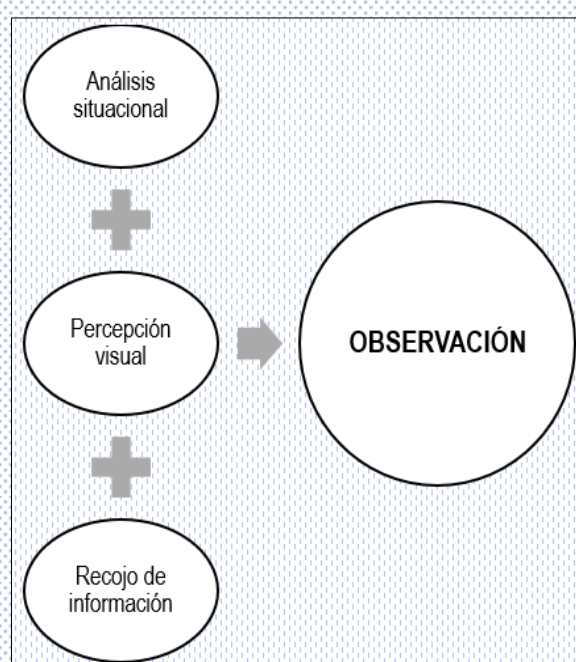 Análisis
situacional
Percepción
visual
OBSERVACIÓN
Recojo de
información